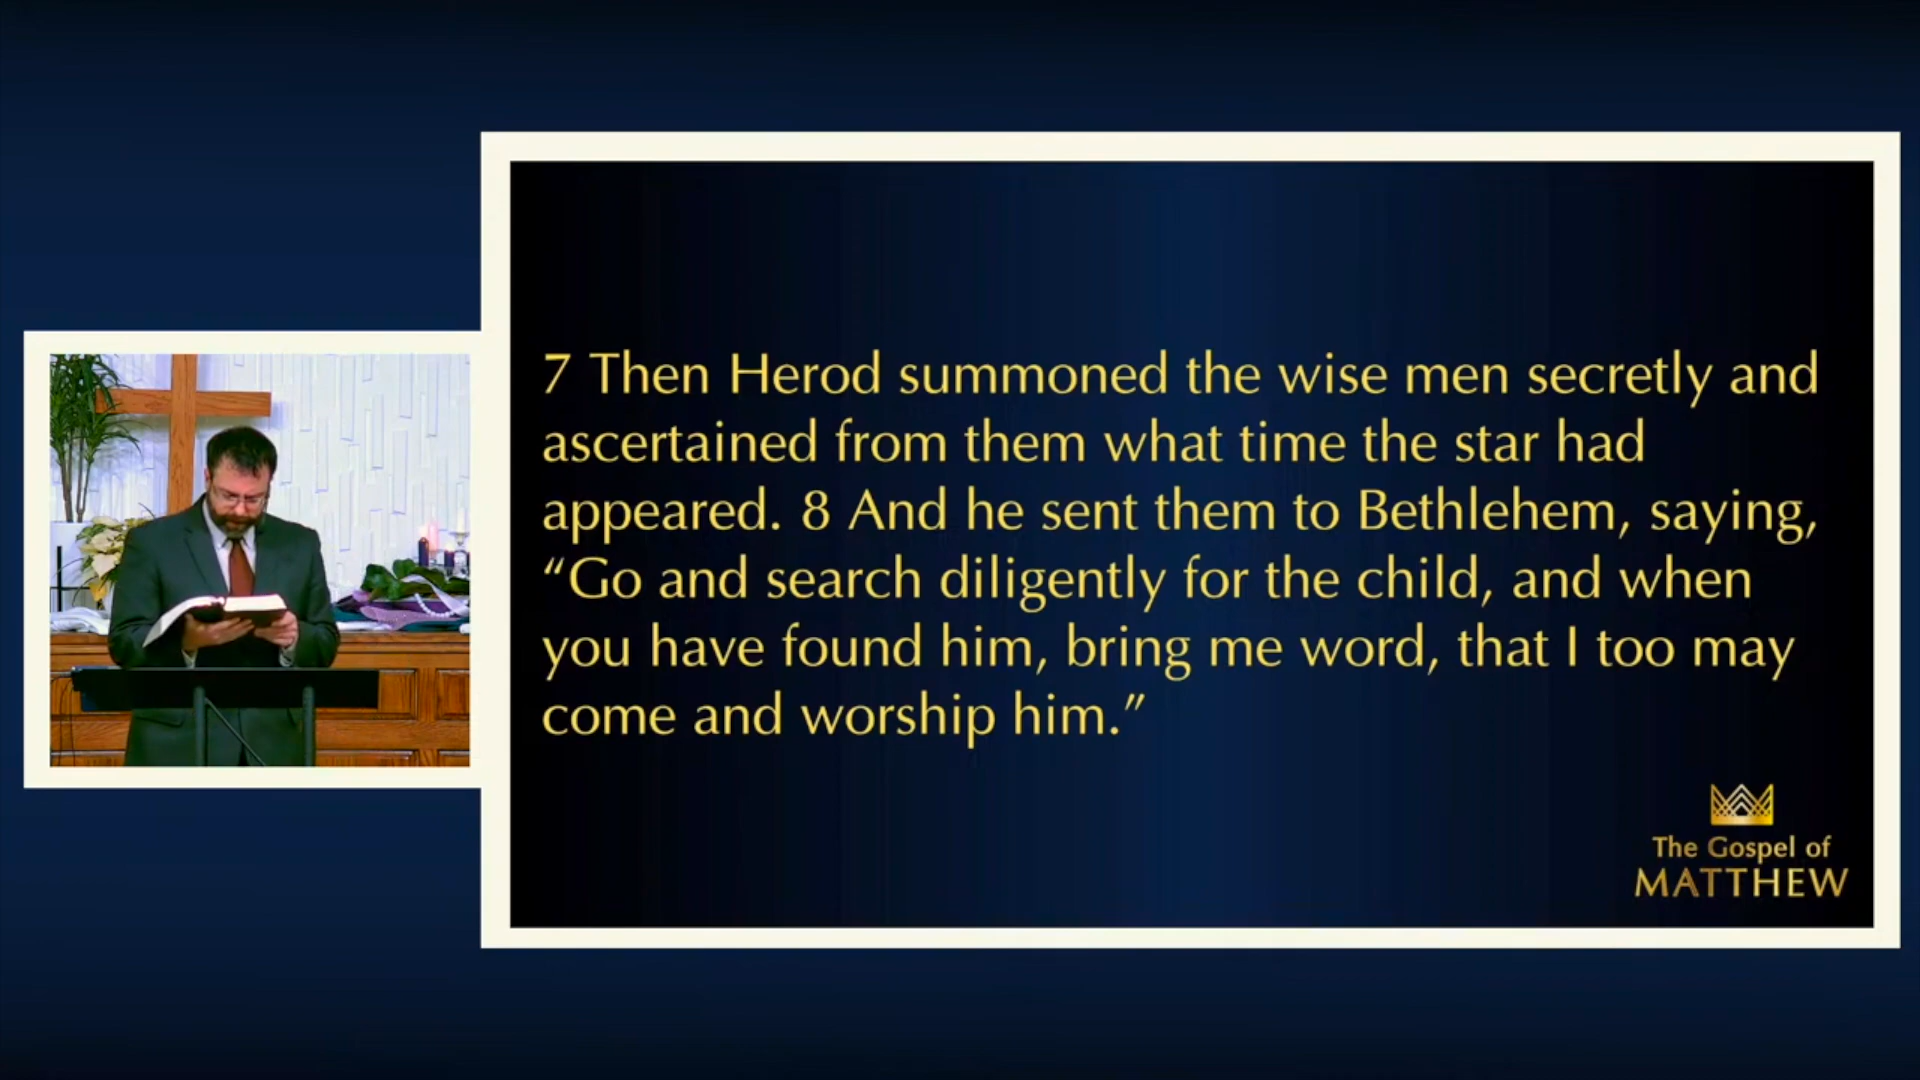 7 Then Herod summoned the wise men secretly and
ascertained from them what time the star had
appeared. 8 And he sent them to Bethlehem, saying,
“Go and search diligently for the child, and when
you have found him, bring me word, that I too may
come and worship him.”
The Gospel of
MATTHEW